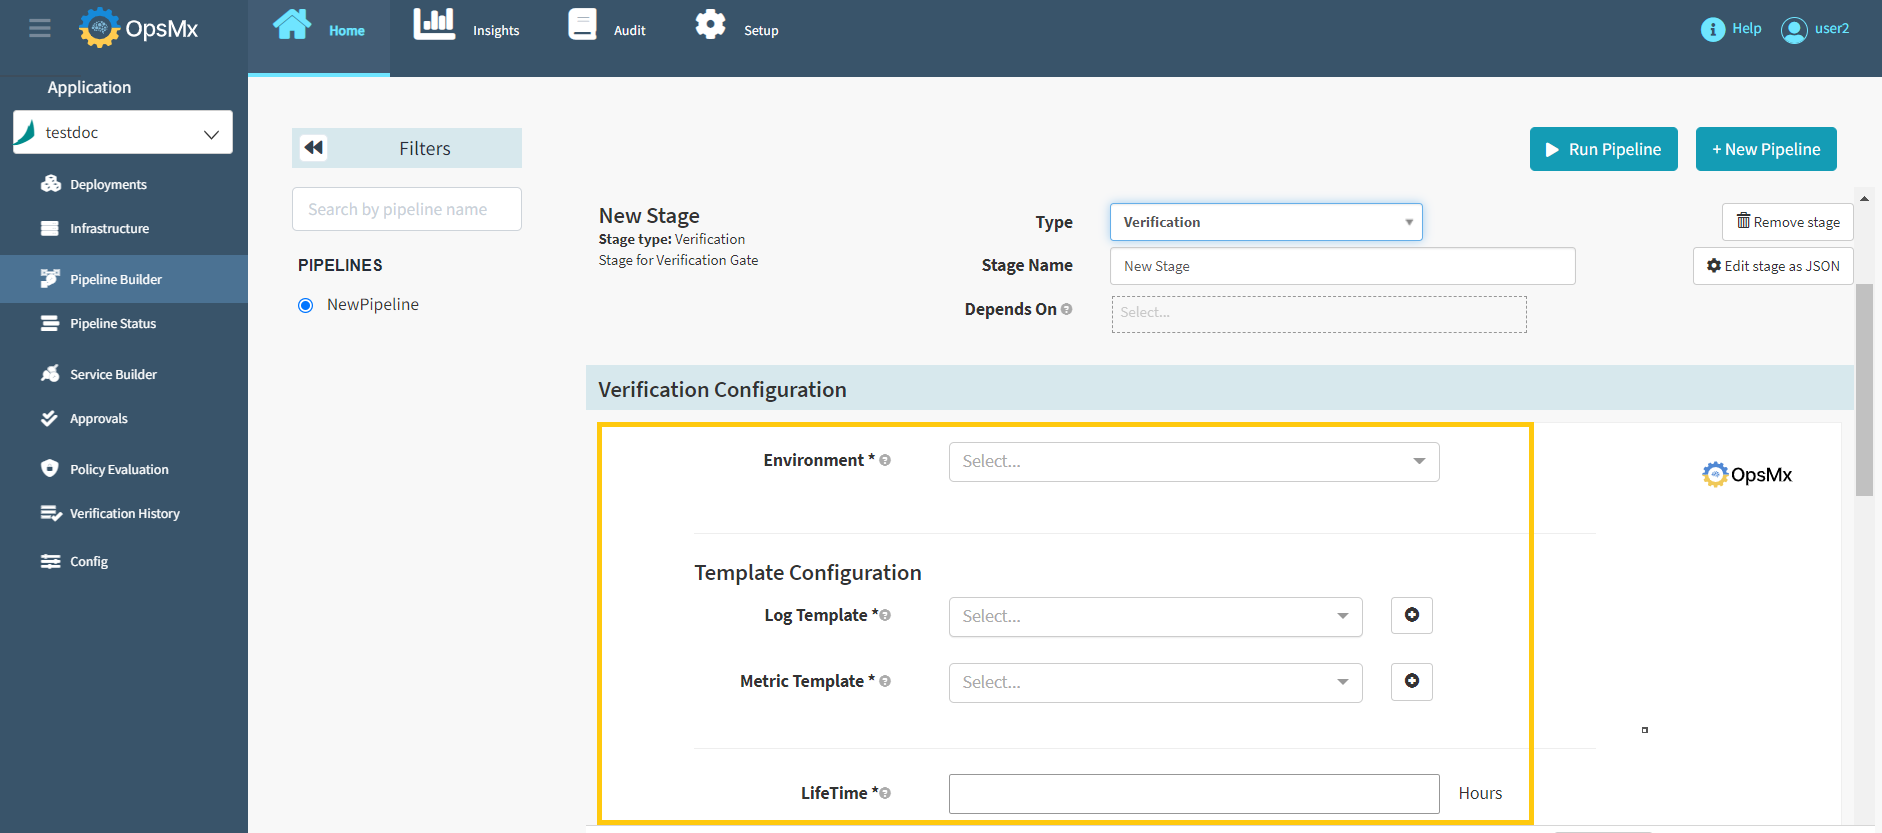 OpsMx
Home
Insights
Audit
Setup
Help
user2
Application
testdoc
Deployments
Infrastructure
Pipeline Builder
Pipeline Status
Service Builder
Approvals
Policy Evaluation
Verification History
Config
Filters
Search by pipeline name
PIPELINES
NewPipeline
Run Pipeline
+ New Pipeline
New Stage
Stage type: Verification
Stage for Verification Gate
Type
Verification
Stage Name
New Stage
Depends On
Select...
Remove stage
Edit stage as JSON
Verification Configuration
Environment *
Select...
OpsMx
Template Configuration
Log Template *
Select...
Metric Template *
Select...
LifeTime *
Hours